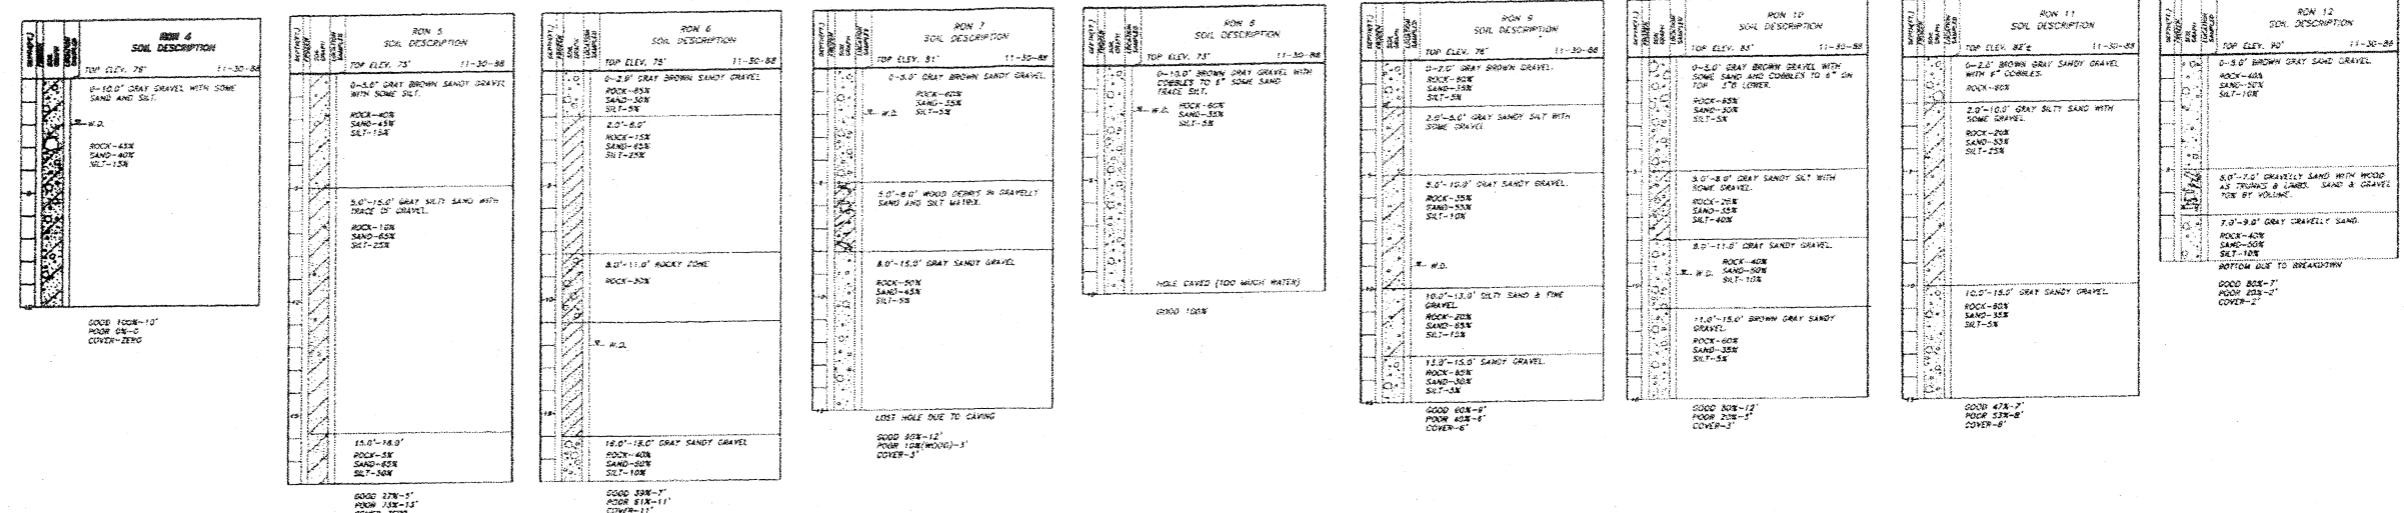 RON 4
SOIL DESCRIPTION
TOP ELEV. 11-30-88
0-10.0' GRAY GRAVEL WITH SOME
SAND AND SILT.
W.D.
ROCK-45%
SAND-40%
SILT-15%
GOOD 100%-10'
POOR 0%-0
COVER-ZERO
RON 5
SOIL DESCRIPTION
TOP ELEV. 75' 11-30-88
0-5.0' GRAY BROWN SANDY GRAVEL
WITH SOME SILT.
ROCK-40%
SAND-45%
SILT-15%
5.0'-15.0' GRAY SILTY SAND WITH
TRACE OF GRAVEL.
ROCK-10%
SAND-65%
SILT-25%
15.0'-18.0'
ROCK-5%
SAND-65%
SILT-30%
GOOD 27%-5'
POOR 73%-13'
RON 6
SOIL DESCRIPTION
TOP ELEV. 75' 11-30-88
0-2.0' GRAY BROWN SANDY GRAVEL
ROCK-65%
SAND-30%
SILT-5%
2.0'-8.0'
ROCK-15%
SAND-65%
SILT-25%
8.0'-11.0' ROCKY ZONE
ROCK-50%
W.D.
16.0'-18.0' GRAY SANDY GRAVEL
ROCK-40%
SAND-50%
SILT-10%
GOOD 39%-7'
POOR 61%-11'
COVER-11'
RON 7
SOIL DESCRIPTION
TOP ELEV. 81' 11-30-88
0-5.0' GRAY BROWN SANDY GRAVEL.
ROCK-60%
SAND-35%
W.D. SILT-5%
5.0'-8.0' WOOD DEBRIS IN GRAVELLY
SAND AND SILT MATRIX.
8.0'-15.0' GRAY SANDY GRAVEL
ROCK-50%
SAND-45%
SILT-5%
LOST HOLE DUE TO CAVING
GOOD 90%-12'
POOR 10%(WOOD)-3'
COVER-3'
RON 8
SOIL DESCRIPTION
TOP ELEV. 73' 11-30-88
0-10.0' BROWN GRAY GRAVEL WITH
COBBLES TO 6" SOME SAND
TRACE SILT.
ROCK-60%
W.D. SAND-35%
SILT-5%
HOLE CAVED (TOO MUCH WATER)
GOOD 100%
RON 9
SOIL DESCRIPTION
TOP ELEV. 76' 11-30-88
0-2.0' GRAY BROWN GRAVEL.
ROCK-60%
SAND-35%
SILT-5%
2.0'-5.0' GRAY SANDY SILT WITH
SOME GRAVEL.
5.0'-10.0' GRAY SANDY GRAVEL.
ROCK-35%
SAND-55%
SILT-10%
W.D.
10.0'-13.0' SILTY SAND & FINE
GRAVEL.
ROCK-20%
SAND-65%
SILT-15%
13.0'-15.0' SANDY GRAVEL.
ROCK-65%
SAND-30%
SILT-5%
GOOD 60%-9'
POOR 40%-6'
COVER-6'
RON 10
SOIL DESCRIPTION
TOP ELEV. 83' 11-30-88
0-5.0' GRAY BROWN GRAVEL WITH
SOME SAND AND COBBLES TO 6" ON
TOP 3"@ LOWER.
ROCK-65%
SAND-30%
SILT-5%
5.0'-8.0' GRAY SANDY SILT WITH
SOME GRAVEL.
ROCK-25%
SAND-35%
SILT-40%
8.0'-11.0' GRAY SANDY GRAVEL.
ROCK-40%
W.D. SAND-50%
SILT-10%
11.0'-15.0' BROWN GRAY SANDY
GRAVEL.
ROCK-60%
SAND-35%
SILT-5%
GOOD 80%-12'
POOR 20%-3'
COVER-3'
RON 11
SOIL DESCRIPTION
TOP ELEV. 82'± 11-30-88
0-2.0' BROWN GRAY SANDY GRAVEL
WITH 6" COBBLES.
ROCK-60%
2.0'-10.0' GRAY SILTY SAND WITH
SOME GRAVEL.
ROCK-20%
SAND-55%
SILT-25%
10.0'-15.0' GRAY SANDY GRAVEL.
ROCK-60%
SAND-35%
SILT-5%
GOOD 47%-7'
POOR 53%-8'
COVER-8'
RON 12
SOIL DESCRIPTION
TOP ELEV. 90' 11-30-88
0-5.0' BROWN GRAY SAND GRAVEL.
ROCK-40%
SAND-50%
SILT-10%
5.0'-7.0' GRAVELLY SAND WITH WOOD
AS TRUNKS & LIMBS. SAND & GRAVEL
70% BY VOLUME.
7.0'-9.0' GRAY GRAVELLY SAND.
ROCK-40%
SAND-50%
SILT-10%
BOTTOM DUE TO BREAKDOWN
GOOD 80%-7'
POOR 20%-2'
COVER-2'